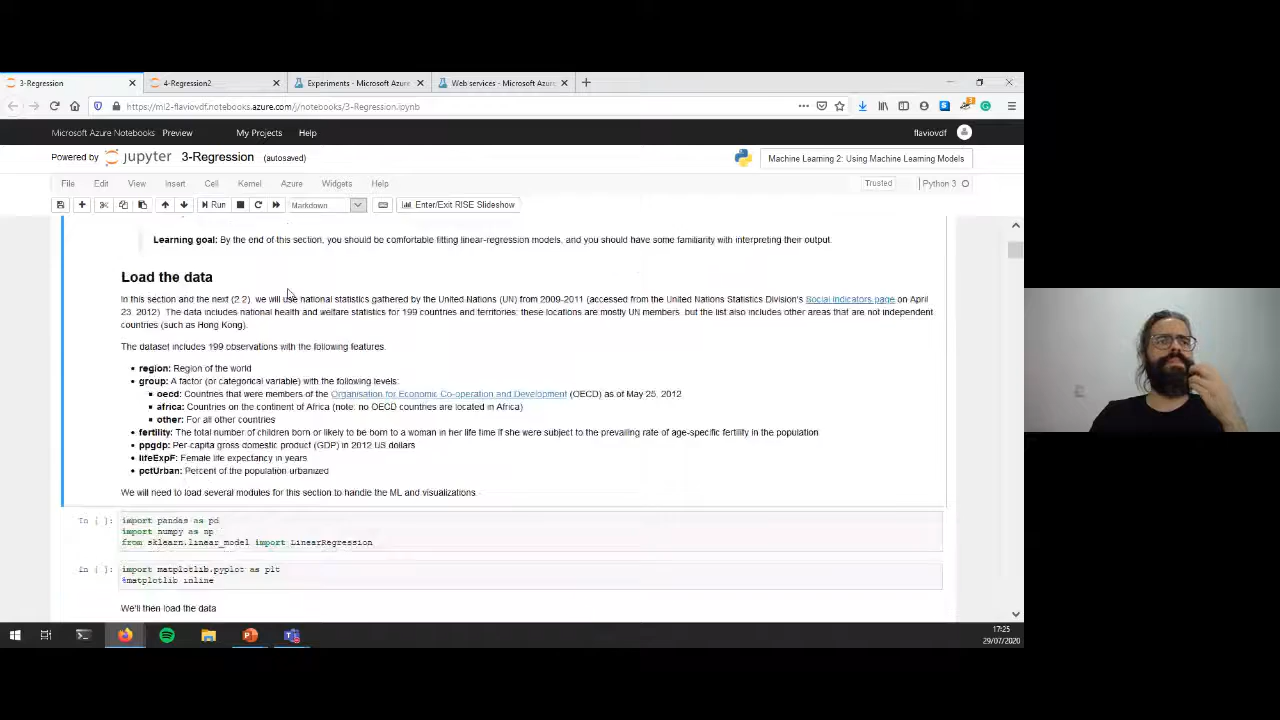 3-Regression
4-Regression2
Experiments - Microsoft Azure
Web services - Microsoft Azure
https://ml2-flaviovdf.notebooks.azure.com/j/notebooks/3-Regression.ipynb
Microsoft Azure Notebooks Preview My Projects Help flaviovdf
Powered by jupyter 3-Regression (autosaved) Machine Learning 2: Using Machine Learning Models
File Edit View Insert Cell Kernel Azure Widgets Help Trusted Python 3
Run Markdown Enter/Exit RISE Slideshow
Learning goal: By the end of this section, you should be comfortable fitting linear-regression models, and you should have some familiarity with interpreting their output.
Load the data
In this section and the next (2.2), we will use national statistics gathered by the United Nations (UN) from 2009-2011 (accessed from the United Nations Statistics Division's Social indicators page on April
23, 2012). The data includes national health and welfare statistics for 199 countries and territories; these locations are mostly UN members, but the list also includes other areas that are not independent
countries (such as Hong Kong).
The dataset includes 199 observations with the following features:
region: Region of the world
group: A factor (or categorical variable) with the following levels:
oecd: Countries that were members of the Organisation for Economic Co-operation and Development (OECD) as of May 25, 2012
africa: Countries on the continent of Africa (note: no OECD countries are located in Africa)
other: For all other countries
fertility: The total number of children born or likely to be born to a woman in her life time if she were subject to the prevailing rate of age-specific fertility in the population
ppgdp: Per-capita gross domestic product (GDP) in 2012 US dollars
lifeExpF: Female life expectancy in years
pctUrban: Percent of the population urbanized
We will need to load several modules for this section to handle the ML and visualizations.
In [ ]: import pandas as pd
import numpy as np
from sklearn.linear_model import LinearRegression
In [ ]: import matplotlib.pyplot as plt
%matplotlib inline
We'll then load the data
17:25
29/07/2020